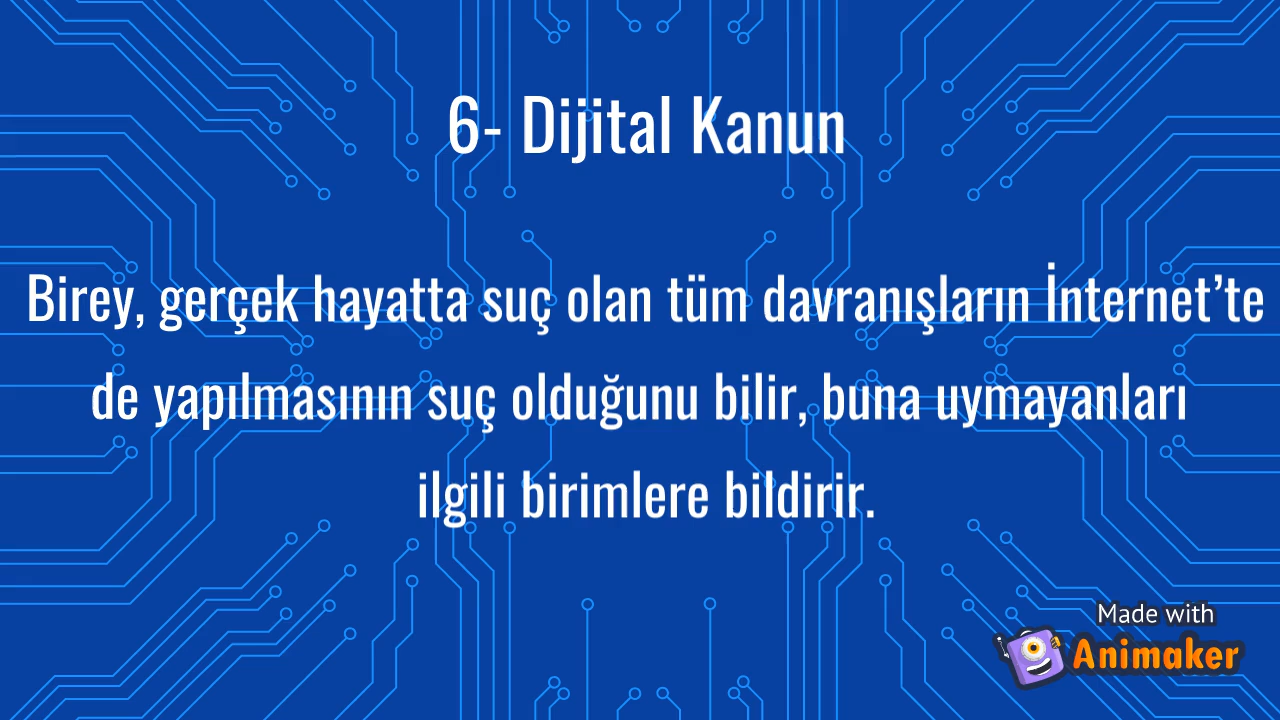 6- Dijital Kanun
Birey, gerçek hayatta suç olan tüm davranışların İnternet’te
de yapılmasının suç olduğunu bilir, buna uymayanları
ilgili birimlere bildirir.
Made with
Animaker